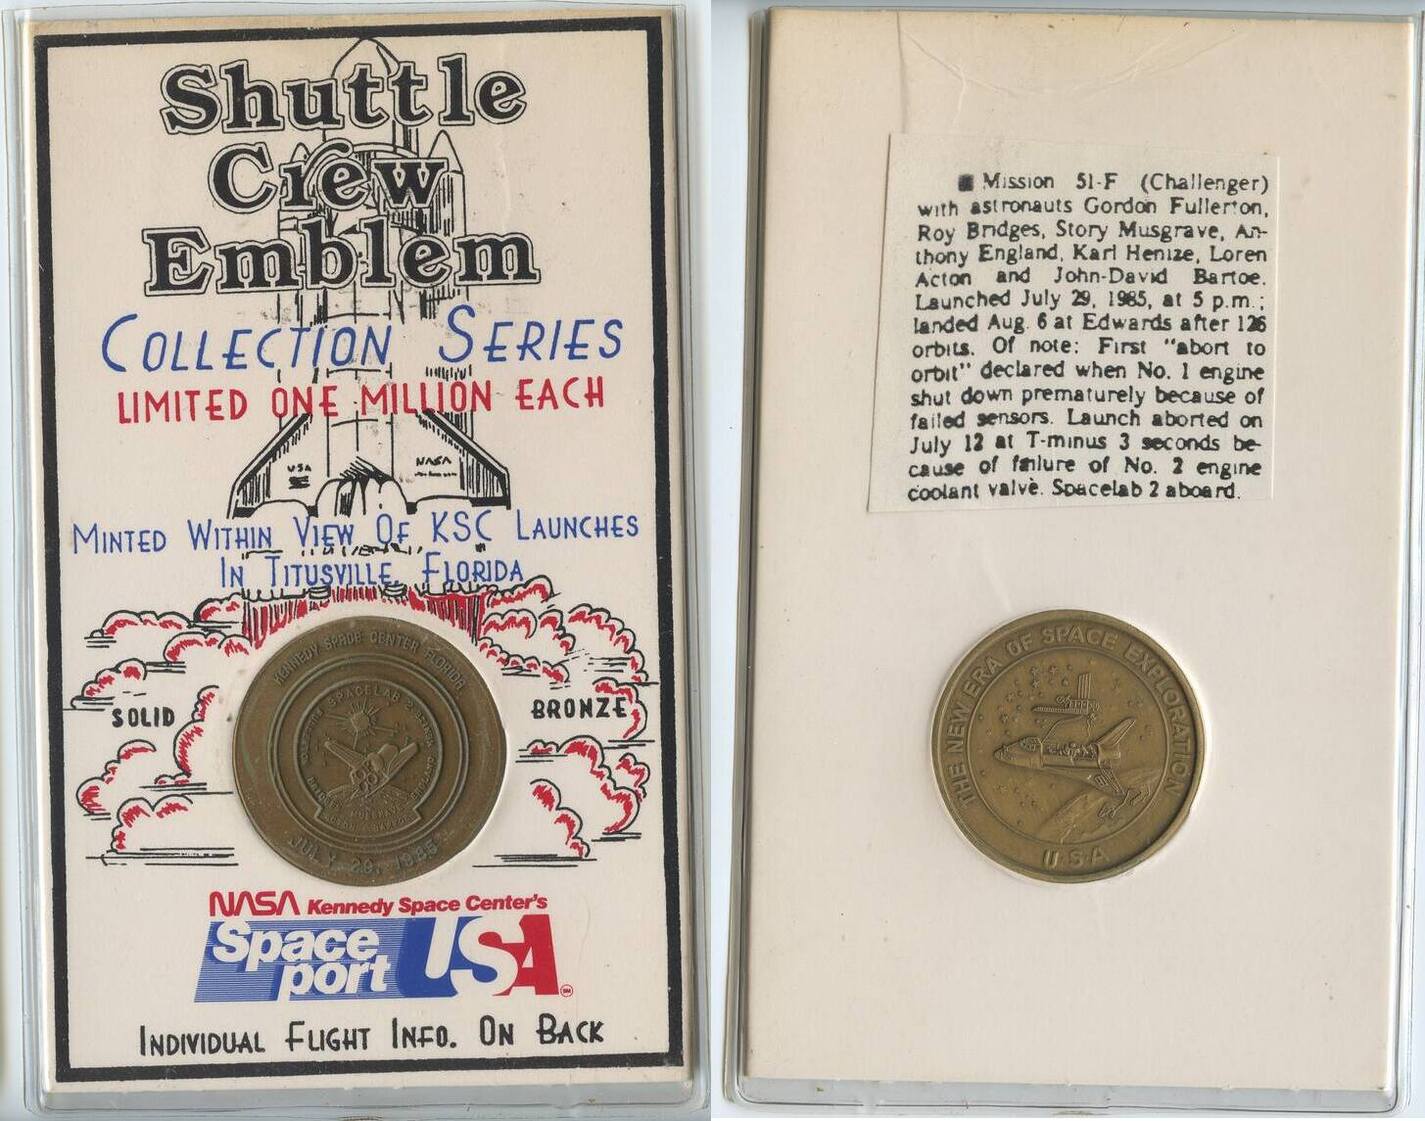 Shuttle
Crew
Emblem
COLLECTION SERIES
LIMITED ONE MILLION EACH
USA
NASA
MINTED WITHIN VIEW OF KSC LAUNCHES
IN TITUSVILLE, FLORIDA
SOLID
BRONZE
KENNEDY SPACE CENTER FLORIDA
SPACELAB 2
JULY 29, 1985
NASA Kennedy Space Center's
Space
port
USA
SM
INDIVIDUAL FLIGHT INFO. ON BACK
■ Mission 51-F (Challenger)
with astronauts Gordon Fullerton,
Roy Bridges, Story Musgrave, An-
thony England, Karl Henize, Loren
Acton and John-David Bartoe.
Launched July 29, 1985, at 5 p.m.;
landed Aug. 6 at Edwards after 126
orbits. Of note: First "abort to
orbit" declared when No. 1 engine
shut down prematurely because of
failed sensors. Launch aborted on
July 12 at T-minus 3 seconds be-
cause of failure of No. 2 engine
coolant valve. Spacelab 2 aboard.
THE NEW ERA OF SPACE EXPLORATION
U·S·A